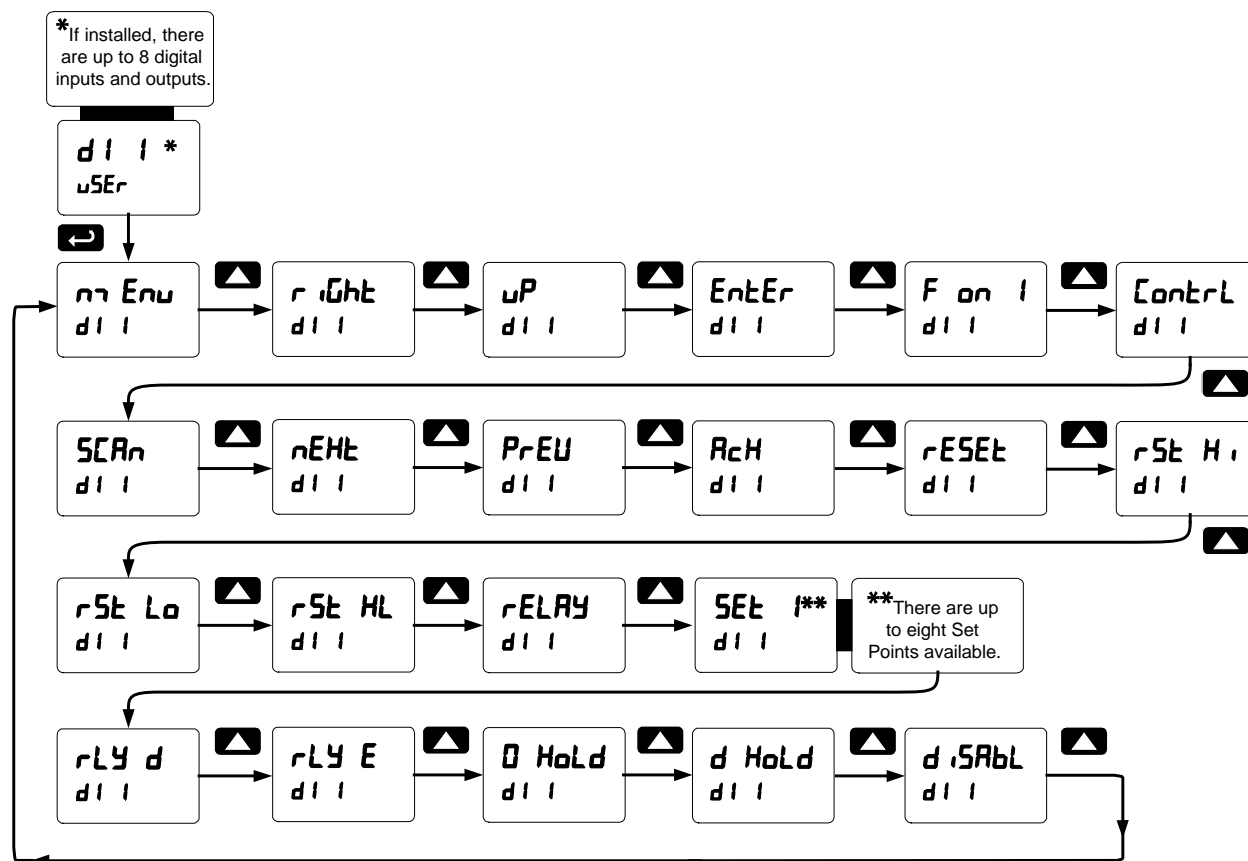 *If installed, there
are up to 8 digital
inputs and outputs.
dI 1 *
uSEr
mEnu
dI 1
riGht
dI 1
uP
dI 1
EntEr
dI 1
F on 1
dI 1
ContrL
dI 1
SCAn
dI 1
nEHt
dI 1
PrEV
dI 1
AcH
dI 1
rESEt
dI 1
rSt Hi
dI 1
rSt Lo
dI 1
rSt HL
dI 1
rELAY
dI 1
SEt 1**
dI 1
**There are up
to eight Set
Points available.
rLY d
dI 1
rLY E
dI 1
O HoLd
dI 1
d HoLd
dI 1
diSAbL
dI 1